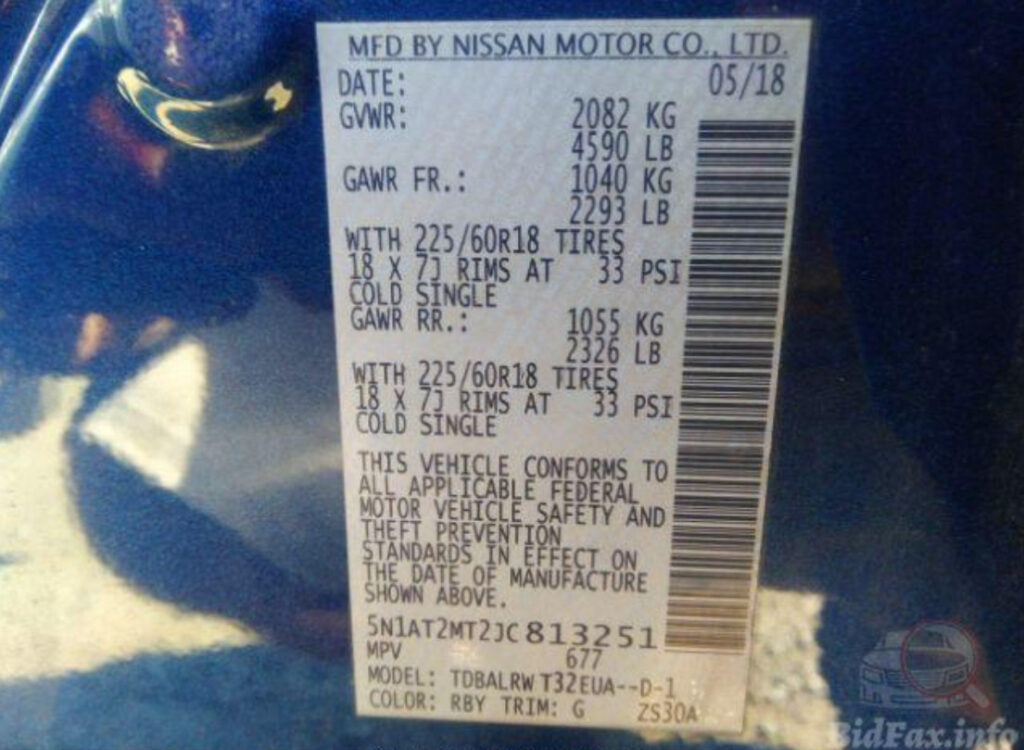 MFD BY NISSAN MOTOR CO., LTD.
DATE: 05/18
GVWR: 2082 KG
4590 LB
GAWR FR.: 1040 KG
2293 LB
WITH 225/60R18 TIRES
18 X 7J RIMS AT 33 PSI
COLD SINGLE
GAWR RR.: 1055 KG
2326 LB
WITH 225/60R18 TIRES
18 X 7J RIMS AT 33 PSI
COLD SINGLE
THIS VEHICLE CONFORMS TO
ALL APPLICABLE FEDERAL
MOTOR VEHICLE SAFETY AND
THEFT PREVENTION
STANDARDS IN EFFECT ON
THE DATE OF MANUFACTURE
SHOWN ABOVE.
5N1AT2MT2JC813251
MPV 677
MODEL: TDBALRW T32EUA--D-1
COLOR: RBY TRIM: G ZS30A
BidFax.info